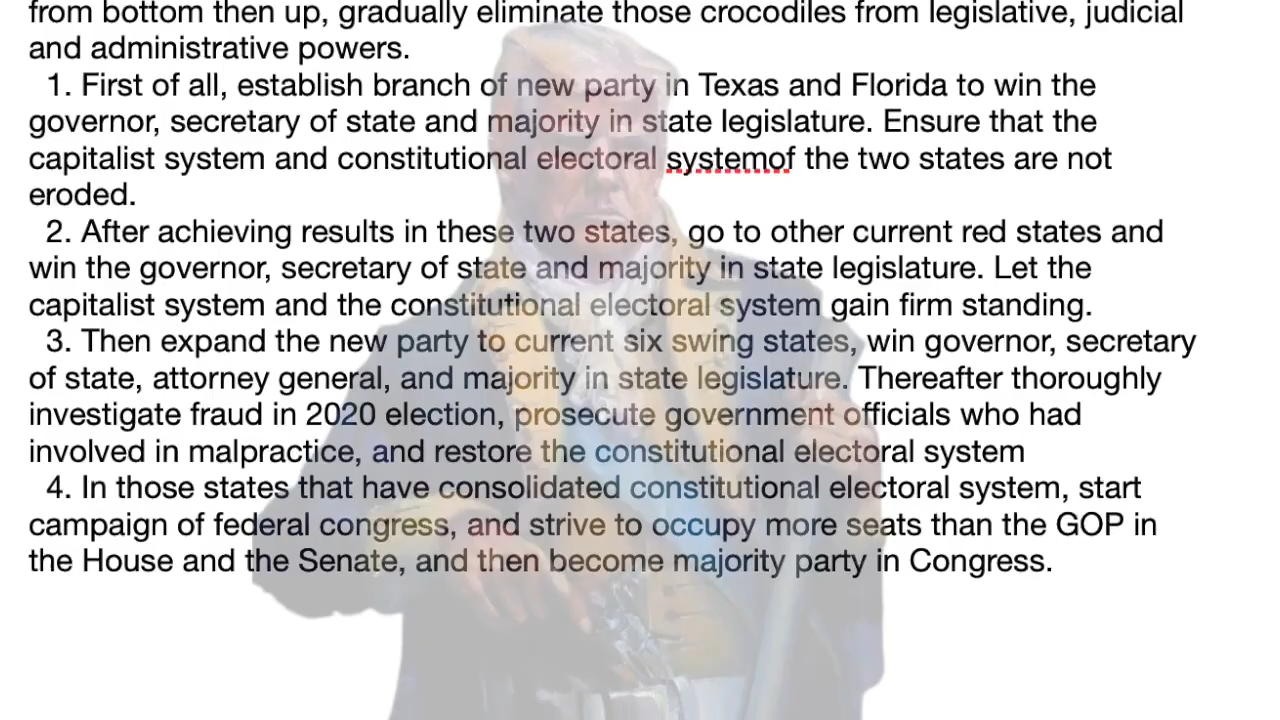 from bottom then up, gradually eliminate those crocodiles from legislative, judicial
and administrative powers.
1. First of all, establish branch of new party in Texas and Florida to win the
governor, secretary of state and majority in state legislature. Ensure that the
capitalist system and constitutional electoral systemof the two states are not
eroded.
2. After achieving results in these two states, go to other current red states and
win the governor, secretary of state and majority in state legislature. Let the
capitalist system and the constitutional electoral system gain firm standing.
3. Then expand the new party to current six swing states, win governor, secretary
of state, attorney general, and majority in state legislature. Thereafter thoroughly
investigate fraud in 2020 election, prosecute government officials who had
involved in malpractice, and restore the constitutional electoral system
4. In those states that have consolidated constitutional electoral system, start
campaign of federal congress, and strive to occupy more seats than the GOP in
the House and the Senate, and then become majority party in Congress.